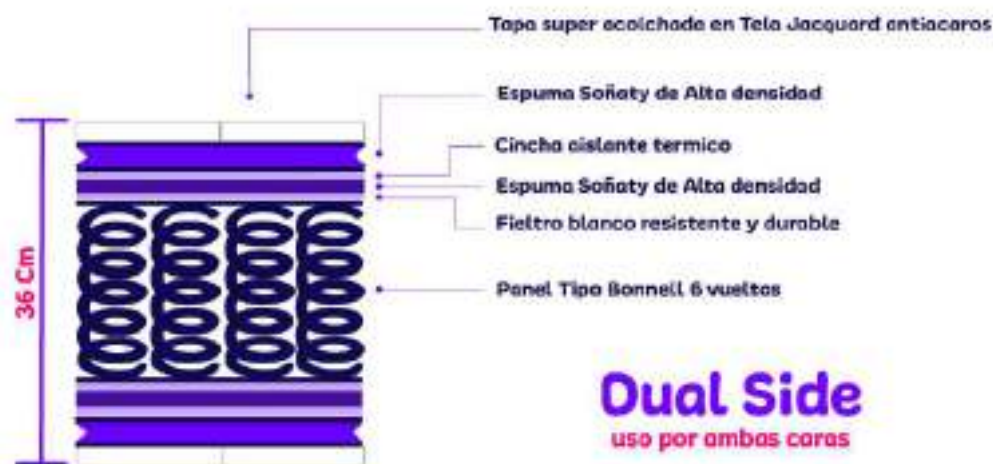 Tapa super acolchada en Tela Jacquard antiacaros
Espuma Soñaty de Alta densidad
Cincha aislante termico
Espuma Soñaty de Alta densidad
Fieltro blanco resistente y durable
Panel Tipo Bonnell 6 vueltas
36 Cm
Dual Side
uso por ambas caras